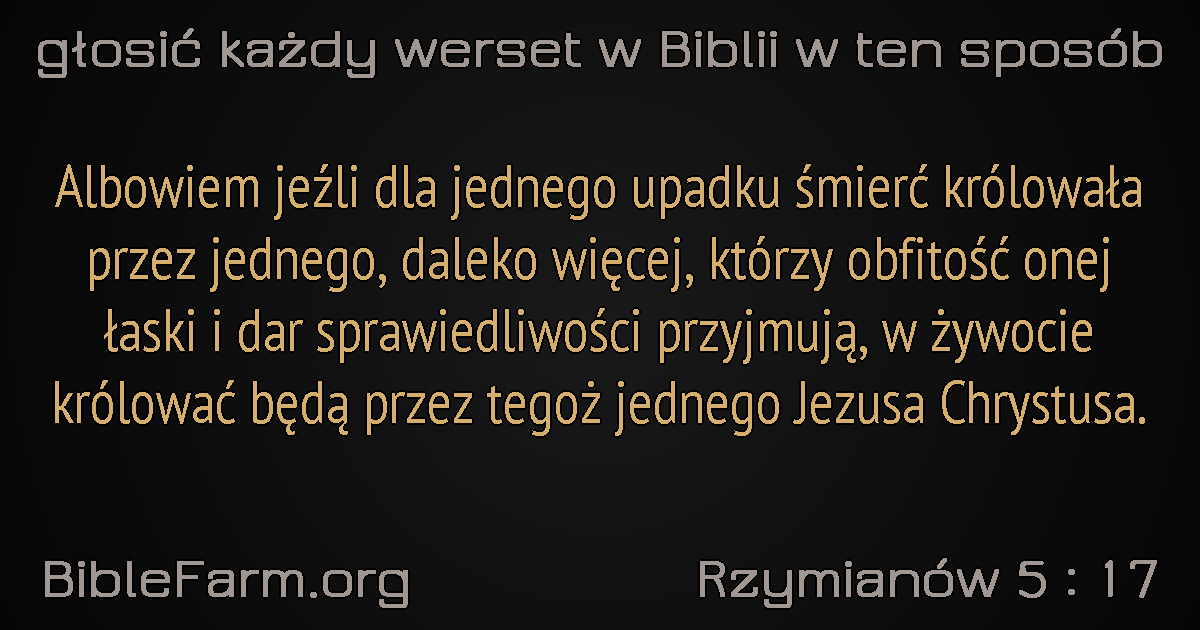 głosić każdy werset w Biblii w ten sposób
Albowiem jeźli dla jednego upadku śmierć królowała
przez jednego, daleko więcej, którzy obfitość onej
łaski i dar sprawiedliwości przyjmują, w żywocie
królować będą przez tegoż jednego Jezusa Chrystusa.
BibleFarm.org
Rzymianów 5 : 17